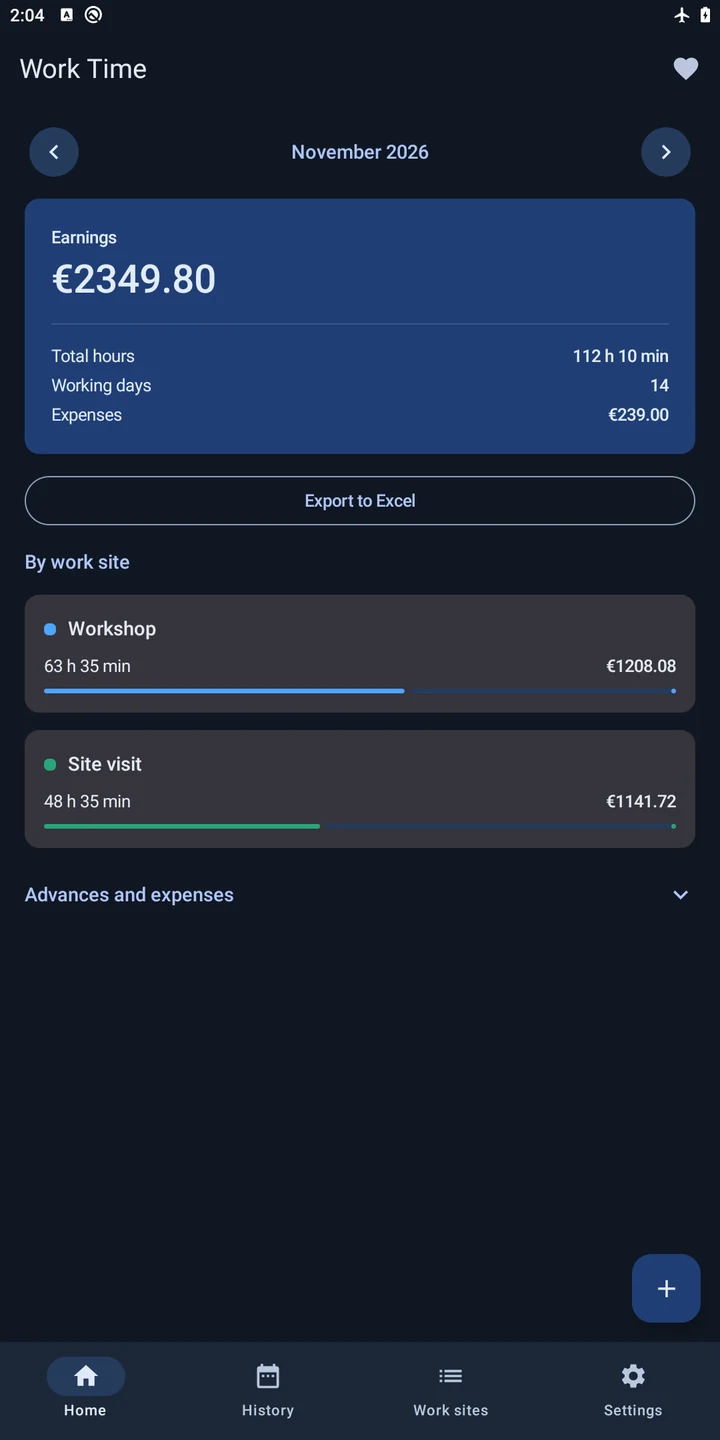 2:04
Work Time
November 2026
Earnings
€2349.80
Total hours 112 h 10 min
Working days 14
Expenses €239.00
Export to Excel
By work site
Workshop
63 h 35 min €1208.08
Site visit
48 h 35 min €1141.72
Advances and expenses
Home History Work sites Settings